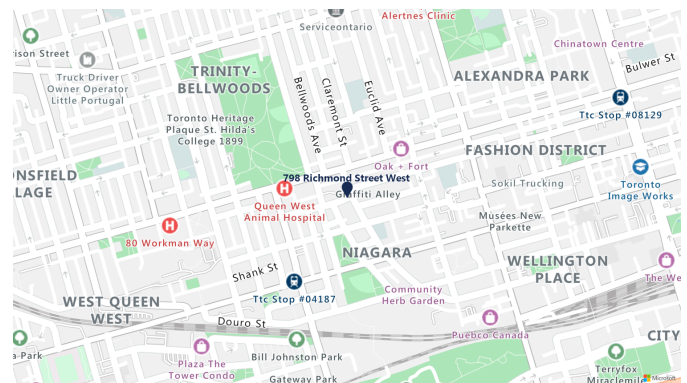 Alertnes Clinic
Serviceontario
Chinatown Centre
ison Street
Bulwer St
TRINITY-
BELLWOODS
Truck Driver
Owner Operator
Little Portugal
ALEXANDRA PARK
Bellwoods Ave
Claremont St
Euclid Ave
Ttc Stop #08129
Toronto Heritage
Plaque St. Hilda's
College 1899
FASHION DISTRICT
Oak + Fort
ONSFIELD
LAGE
798 Richmond Street West
Graffiti Alley
Sokil Trucking
Toronto
Image Works
Queen West
Animal Hospital
Musées New
Parkette
80 Workman Way
NIAGARA
WELLINGTON
PLACE
Shank St
The We
Community
Herb Garden
Ttc Stop #04187
WEST QUEEN
WEST
Douro St
Puebco Canada
CITY
a Park
Bill Johnston Park
Plaza The
Tower Condo
Gateway Park
Terryfox
Miraclemile
Microsoft